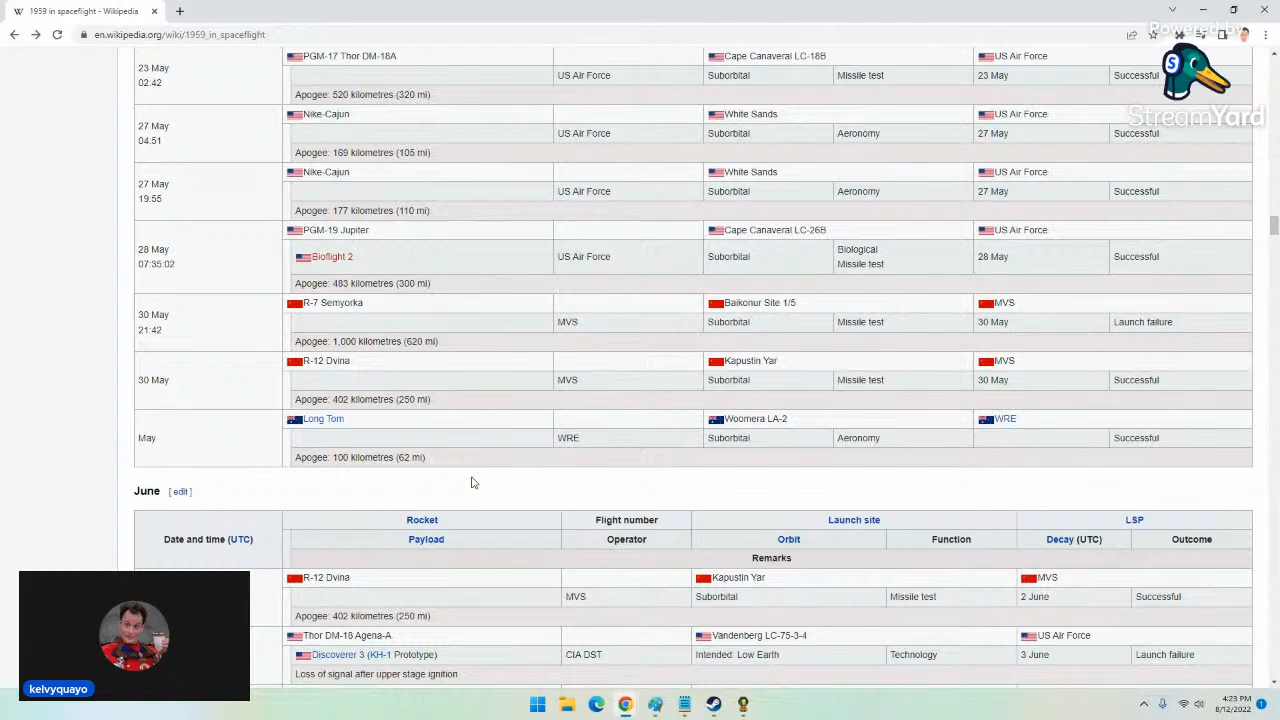 1959 in spaceflight - Wikipedia
en.wikipedia.org/wiki/1959_in_spaceflight
Powered by
StreamYard
PGM-17 Thor DM-18A Cape Canaveral LC-18B US Air Force
23 May
02:42
US Air Force Suborbital Missile test 23 May Successful
Apogee: 520 kilometres (320 mi)
Nike-Cajun White Sands US Air Force
27 May
04:51
US Air Force Suborbital Aeronomy 27 May Successful
Apogee: 169 kilometres (105 mi)
Nike-Cajun White Sands US Air Force
27 May
19:55
US Air Force Suborbital Aeronomy 27 May Successful
Apogee: 177 kilometres (110 mi)
PGM-19 Jupiter Cape Canaveral LC-26B US Air Force
28 May
07:35:02
Bioflight 2 US Air Force Suborbital Biological
Missile test 28 May Successful
Apogee: 483 kilometres (300 mi)
R-7 Semyorka Baikonur Site 1/5 MVS
30 May
21:42
MVS Suborbital Missile test 30 May Launch failure
Apogee: 1,000 kilometres (620 mi)
R-12 Dvina Kapustin Yar MVS
30 May
MVS Suborbital Missile test 30 May Successful
Apogee: 402 kilometres (250 mi)
Long Tom Woomera LA-2 WRE
May
WRE Suborbital Aeronomy Successful
Apogee: 100 kilometres (62 mi)
June [ edit ]
Date and time (UTC)
Rocket Flight number Launch site LSP
Payload Operator Orbit Function Decay (UTC) Outcome
Remarks
R-12 Dvina Kapustin Yar MVS
MVS Suborbital Missile test 2 June Successful
Apogee: 402 kilometres (250 mi)
Thor DM-18 Agena-A Vandenberg LC-75-3-4 US Air Force
Discoverer 3 (KH-1 Prototype) CIA DST Intended: Low Earth Technology 3 June Launch failure
Loss of signal after upper stage ignition
kelvyquayo
4:23 PM
8/12/2022